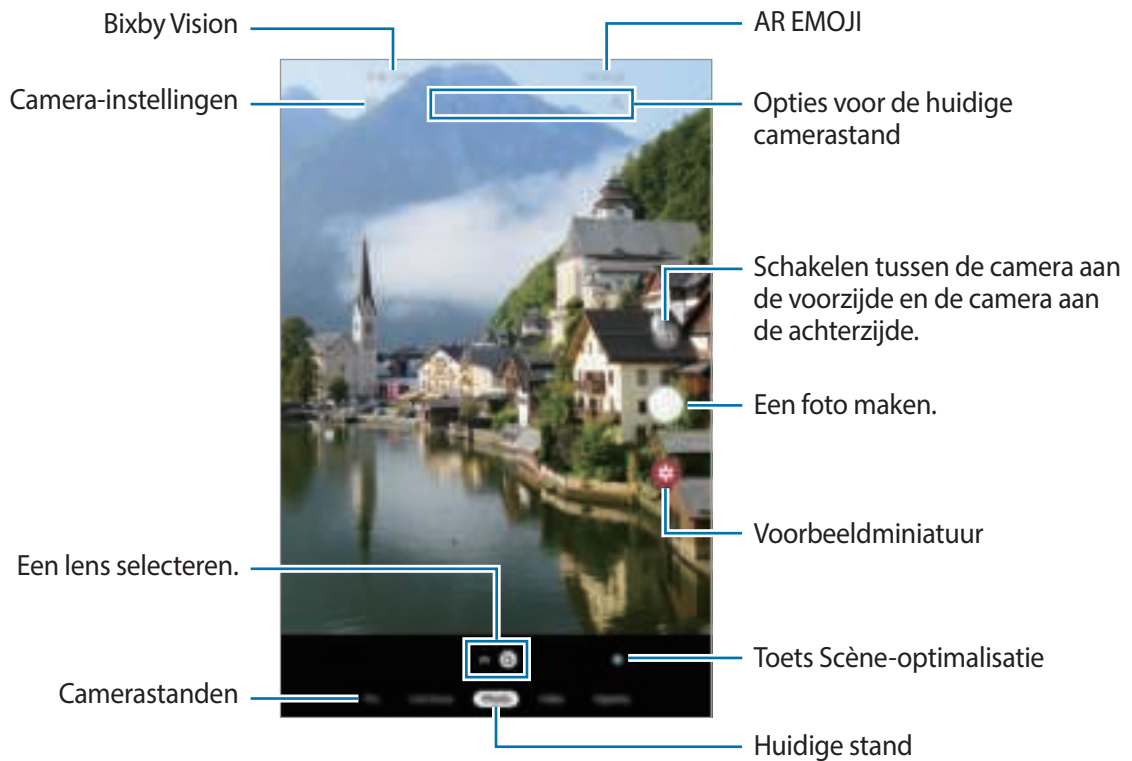 Bixby Vision
AR EMOJI
Camera-instellingen
Opties voor de huidige
camerastand
Schakelen tussen de camera aan
de voorzijde en de camera aan
de achterzijde.
Een foto maken.
Voorbeeldminiatuur
Een lens selecteren.
Toets Scène-optimalisatie
Camerastanden
Huidige stand